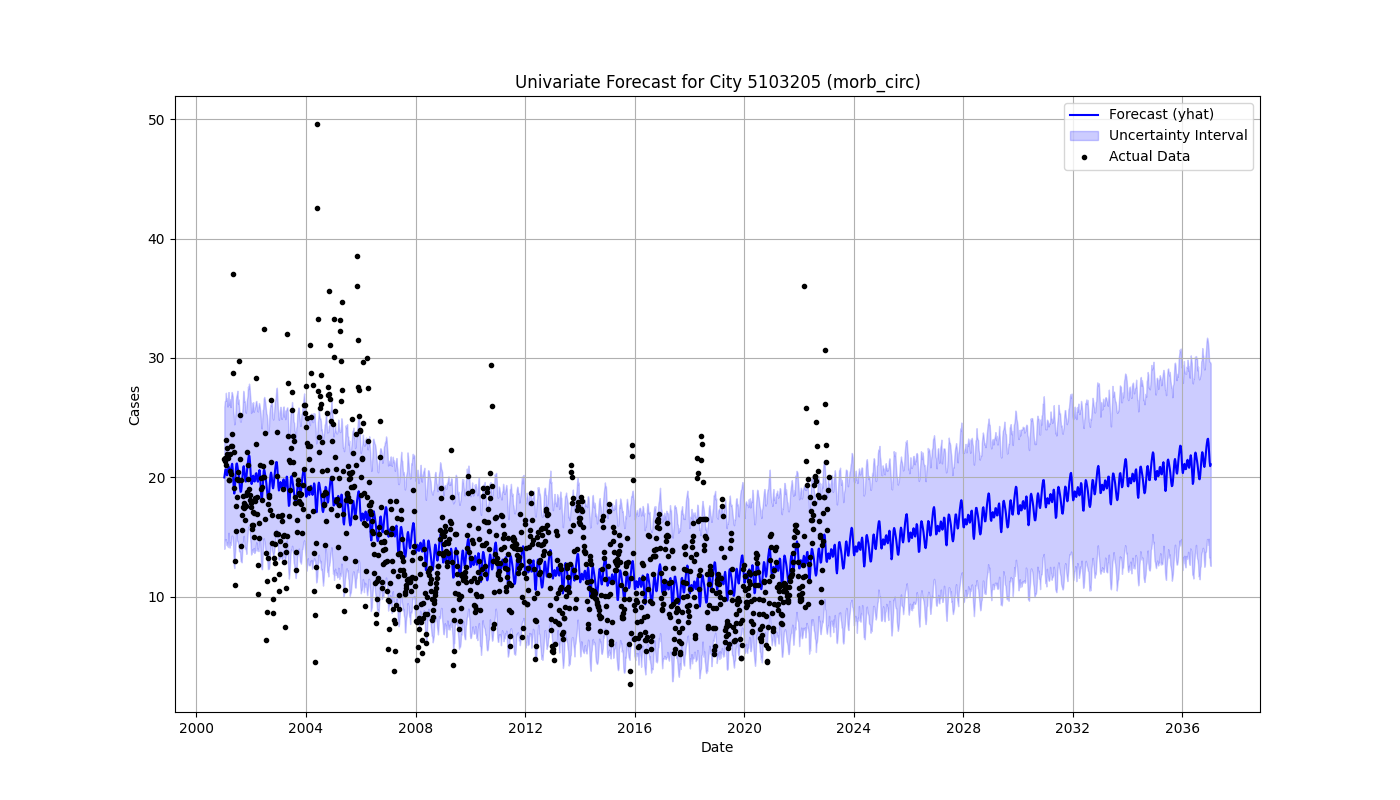 Univariate Forecast for City 5103205 (morb_circ)
Forecast (yhat)
Uncertainty Interval
Actual Data
50
40
30
20
10
Cases
2000 2004 2008 2012 2016 2020 2024 2028 2032 2036
Date